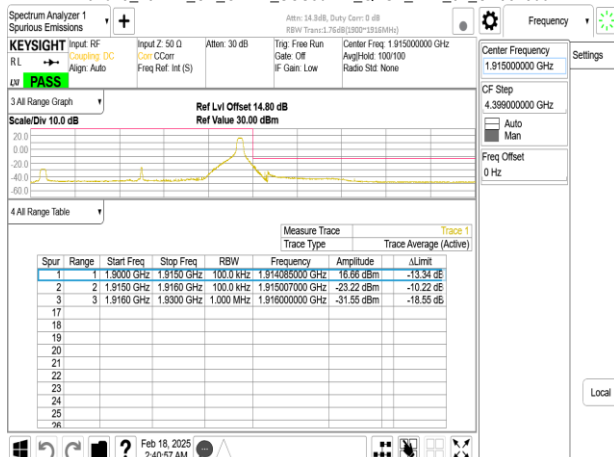 Spectrum Analyzer 1
Spurious Emissions
+
Attn: 14.3dB, Duty Corr: 0 dB
RBW Trans:1.76dB(1900~1916MHz)
Frequency
KEYSIGHT
RL
LXI
PASS
Input: RF
Coupling: DC
Align: Auto
Input Z: 50 Ω
Corr CCorr
Freq Ref: Int (S)
Atten: 30 dB
Trig: Free Run
Gate: Off
IF Gain: Low
Center Freq: 1.915000000 GHz
Avg|Hold: 100/100
Radio Std: None
Center Frequency
1.915000000 GHz
Settings
CF Step
4.399000000 GHz
Auto
Man
Freq Offset
0 Hz
Local
3 All Range Graph
Scale/Div 10.0 dB
Ref Lvl Offset 14.80 dB
Ref Value 30.00 dBm
20.0
0.00
-20.0
-40.0
-60.0
4 All Range Table
Measure Trace Trace 1
Trace Type Trace Average (Active)
Spur Range Start Freq Stop Freq RBW Frequency Amplitude ΔLimit
1 1 1.9000 GHz 1.9150 GHz 100.0 kHz 1.914085000 GHz 16.66 dBm -13.34 dB
2 2 1.9150 GHz 1.9160 GHz 100.0 kHz 1.915007000 GHz -23.22 dBm -10.22 dB
3 3 1.9160 GHz 1.9300 GHz 1.000 MHz 1.916000000 GHz -31.55 dBm -18.55 dB
17
18
19
20
21
22
23
24
25
26
?
Feb 18, 2025
2:40:57 AM